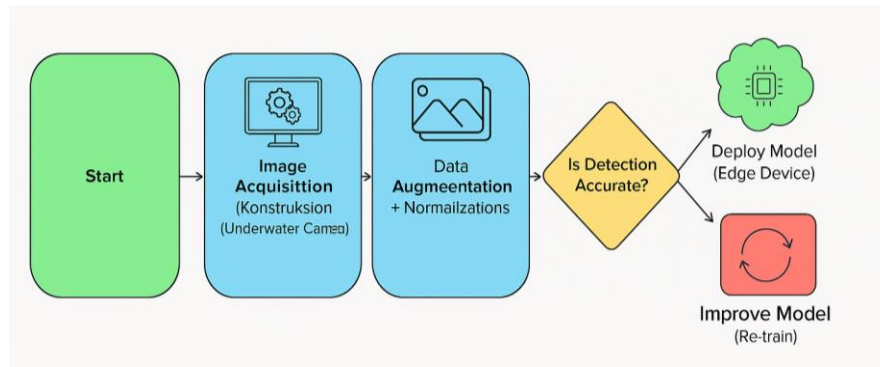 Start
Image
Acquisittion
(Konstruksion
(Underwater Camera)
Data
Augmeentation
+ Normailzations
Is Detection
Accurate?
Deploy Model
(Edge Device)
Improve Model
(Re-train)